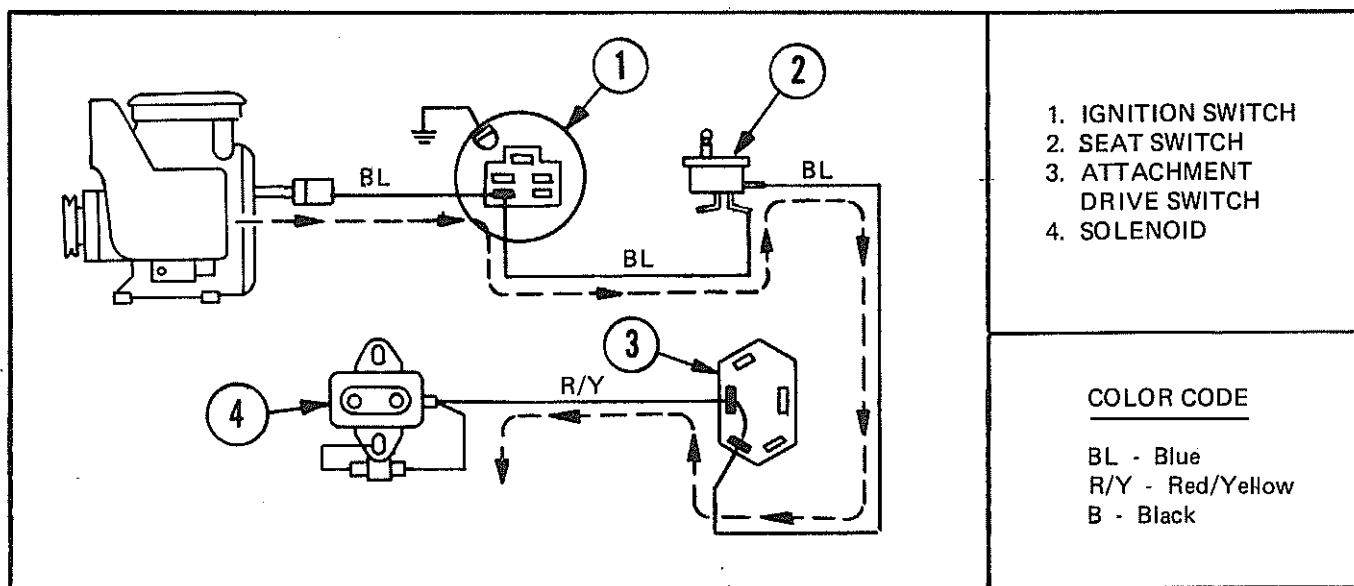 1
2
BL
BL
BL
3
R/Y
4
1. IGNITION SWITCH
2. SEAT SWITCH
3. ATTACHMENT
DRIVE SWITCH
4. SOLENOID
COLOR CODE
BL - Blue
R/Y - Red/Yellow
B - Black